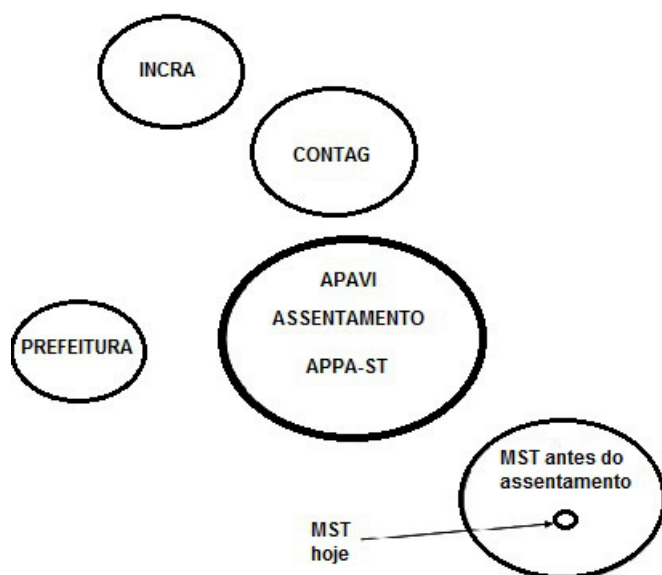 INCRA
CONTAG
APAVI
ASSENTAMENTO
APPA-ST
PREFEITURA
MST antes do
assentamento
MST
hoje